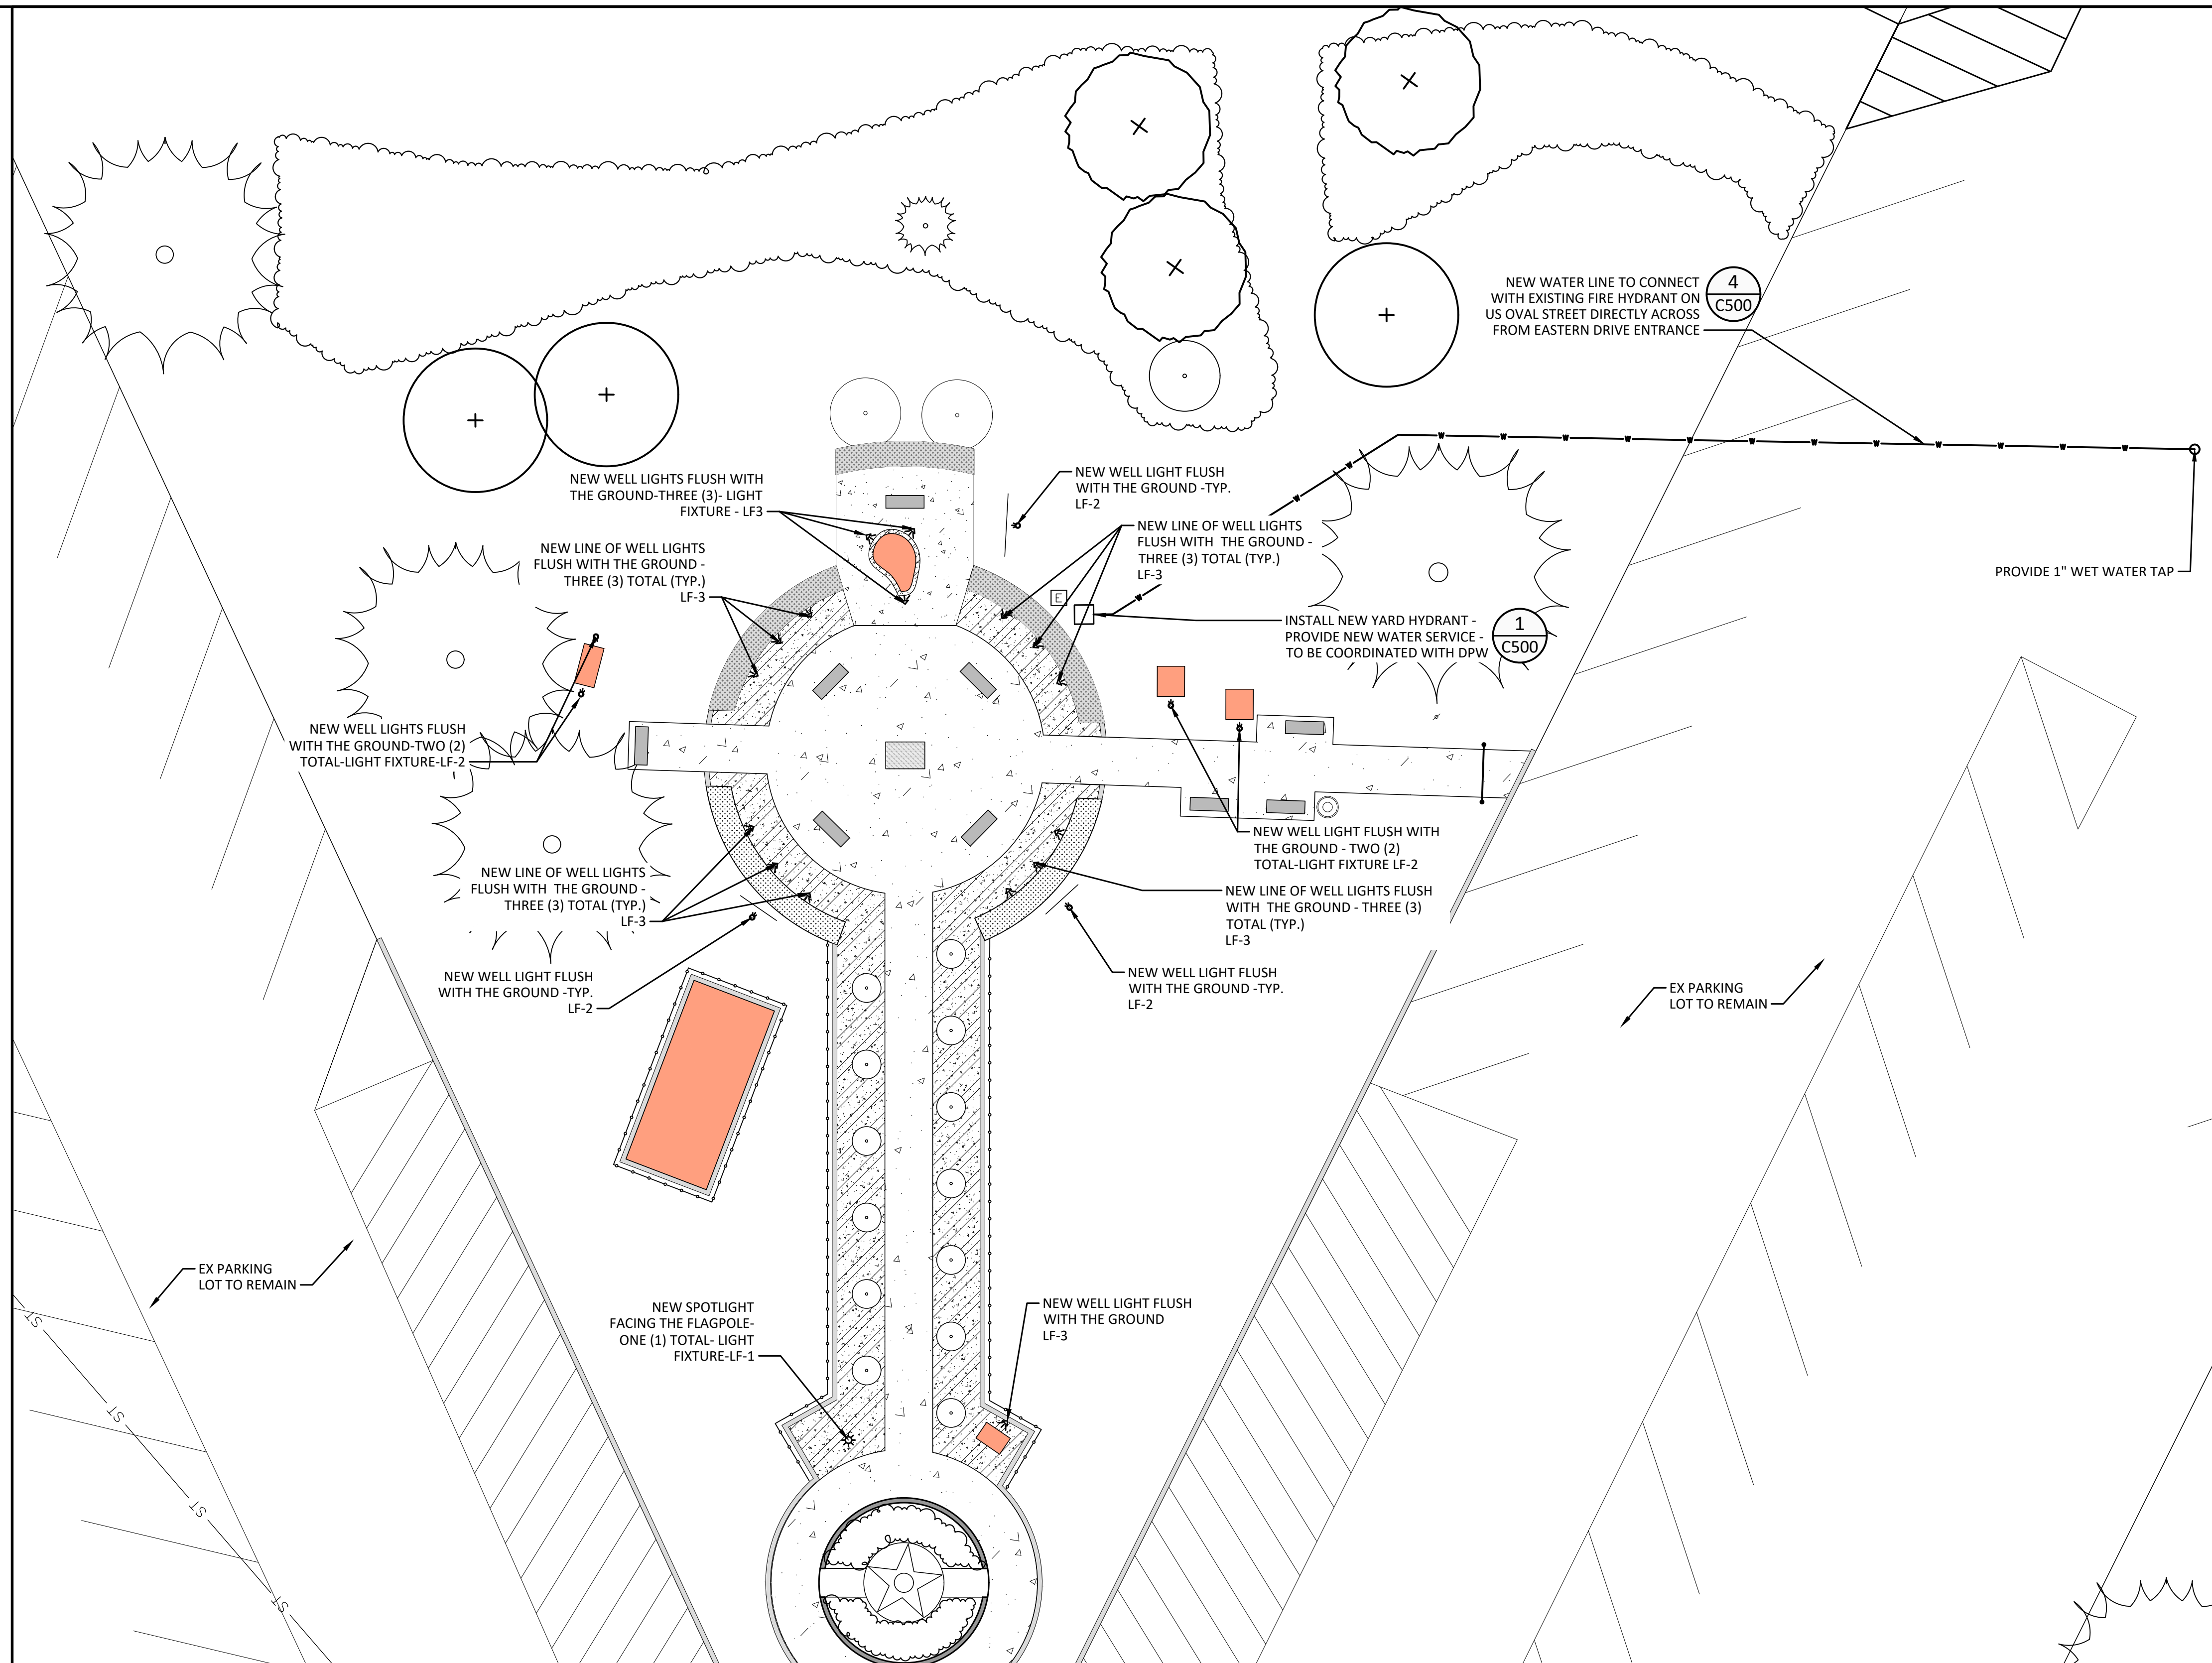 NEW WATER LINE TO CONNECT
WITH EXISTING FIRE HYDRANT ON
US OVAL STREET DIRECTLY ACROSS
FROM EASTERN DRIVE ENTRANCE
4
C500
W W W W W W W W W W W W
W
W
W
NEW WELL LIGHTS FLUSH WITH
THE GROUND-THREE (3)- LIGHT
FIXTURE - LF3
NEW WELL LIGHT FLUSH
WITH THE GROUND -TYP.
LF-2
NEW LINE OF WELL LIGHTS
FLUSH WITH THE GROUND -
THREE (3) TOTAL (TYP.)
LF-3
NEW LINE OF WELL LIGHTS
FLUSH WITH THE GROUND -
THREE (3) TOTAL (TYP.)
LF-3
PROVIDE 1" WET WATER TAP
E
INSTALL NEW YARD HYDRANT -
PROVIDE NEW WATER SERVICE -
TO BE COORDINATED WITH DPW
1
C500
NEW WELL LIGHTS FLUSH
WITH THE GROUND-TWO (2)
TOTAL-LIGHT FIXTURE-LF-2
NEW WELL LIGHT FLUSH WITH
THE GROUND - TWO (2)
TOTAL-LIGHT FIXTURE LF-2
NEW LINE OF WELL LIGHTS
FLUSH WITH THE GROUND -
THREE (3) TOTAL (TYP.)
LF-3
NEW LINE OF WELL LIGHTS FLUSH
WITH THE GROUND - THREE (3)
TOTAL (TYP.)
LF-3
NEW WELL LIGHT FLUSH
WITH THE GROUND -TYP.
LF-2
NEW WELL LIGHT FLUSH
WITH THE GROUND -TYP.
LF-2
EX PARKING
LOT TO REMAIN
EX PARKING
LOT TO REMAIN
NEW SPOTLIGHT
FACING THE FLAGPOLE-
ONE (1) TOTAL- LIGHT
FIXTURE-LF-1
NEW WELL LIGHT FLUSH
WITH THE GROUND
LF-3
ST
ST
ST
ST